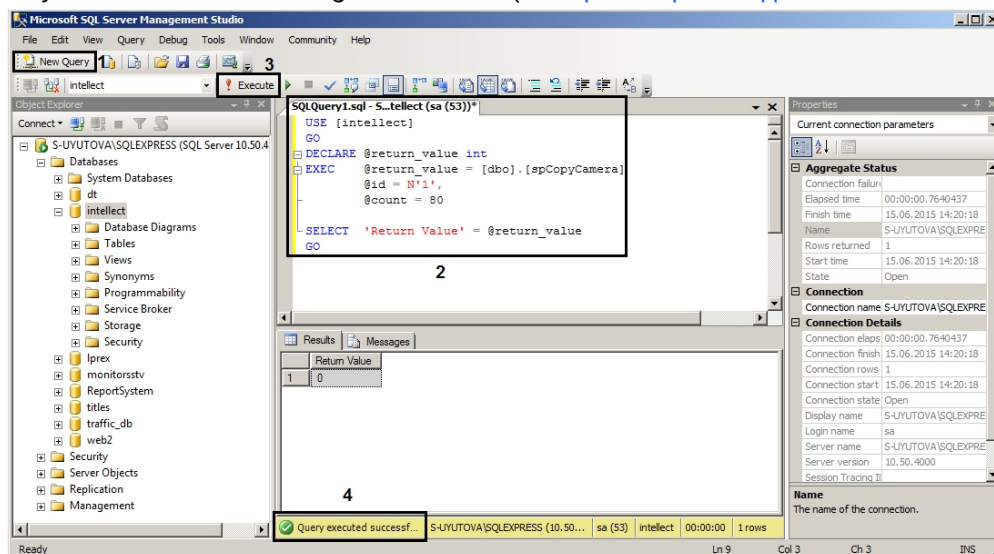 Microsoft SQL Server Management Studio
File Edit View Query Debug Tools Window Community Help
New Query 1
3
intellect Execute
Object Explorer
Connect
S-UYUTOVA\SQLEXPRESS (SQL Server 10.50.4
Databases
System Databases
dt
intellect
Database Diagrams
Tables
Views
Synonyms
Programmability
Service Broker
Storage
Security
lprex
monitorsstv
ReportSystem
titles
traffic_db
web2
Security
Server Objects
Replication
Management
SQLQuery1.sql - S...tellect (sa (53))*
USE [intellect]
GO
DECLARE @return_value int
EXEC @return_value = [dbo].[spCopyCamera]
@id = N'1',
@count = 80
SELECT 'Return Value' = @return_value
GO
2
Results Messages
Return Value
1 0
4
Query executed successf... S-UYUTOVA\SQLEXPRESS (10.50... sa (53) intellect 00:00:00 1 rows
Properties
Current connection parameters
Aggregate Status
Connection failure
Elapsed time 00:00:00.7640437
Finish time 15.06.2015 14:20:18
Name S-UYUTOVA\SQLEXPRE
Rows returned 1
Start time 15.06.2015 14:20:18
State Open
Connection
Connection name S-UYUTOVA\SQLEXPRE
Connection Details
Connection elaps 00:00:00.7640437
Connection finish 15.06.2015 14:20:18
Connection rows 1
Connection start 15.06.2015 14:20:18
Connection state Open
Display name S-UYUTOVA\SQLEXPRE
Login name sa
Server name S-UYUTOVA\SQLEXPRE
Server version 10.50.4000
Session Tracing I
Name
The name of the connection.
Ready Ln 9 Col 3 Ch 3 INS